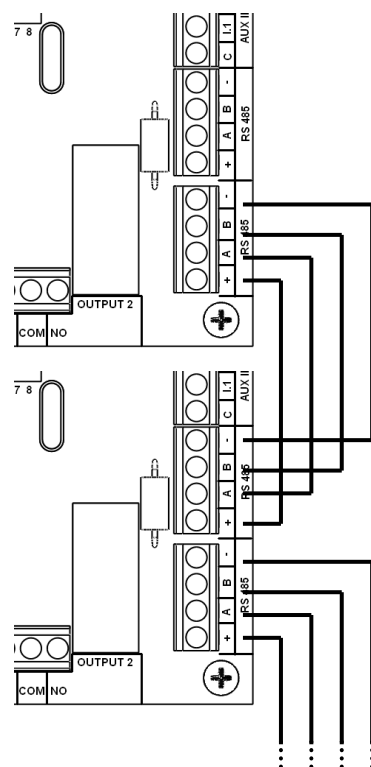 7 8
I.1
C
AUX II
-
B
A
+
RS 485
-
B
A
+
RS 485
OUTPUT 2
COM NO
7 8
I.1
C
AUX II
-
B
A
+
RS 485
-
B
A
+
RS 485
OUTPUT 2
COM NO